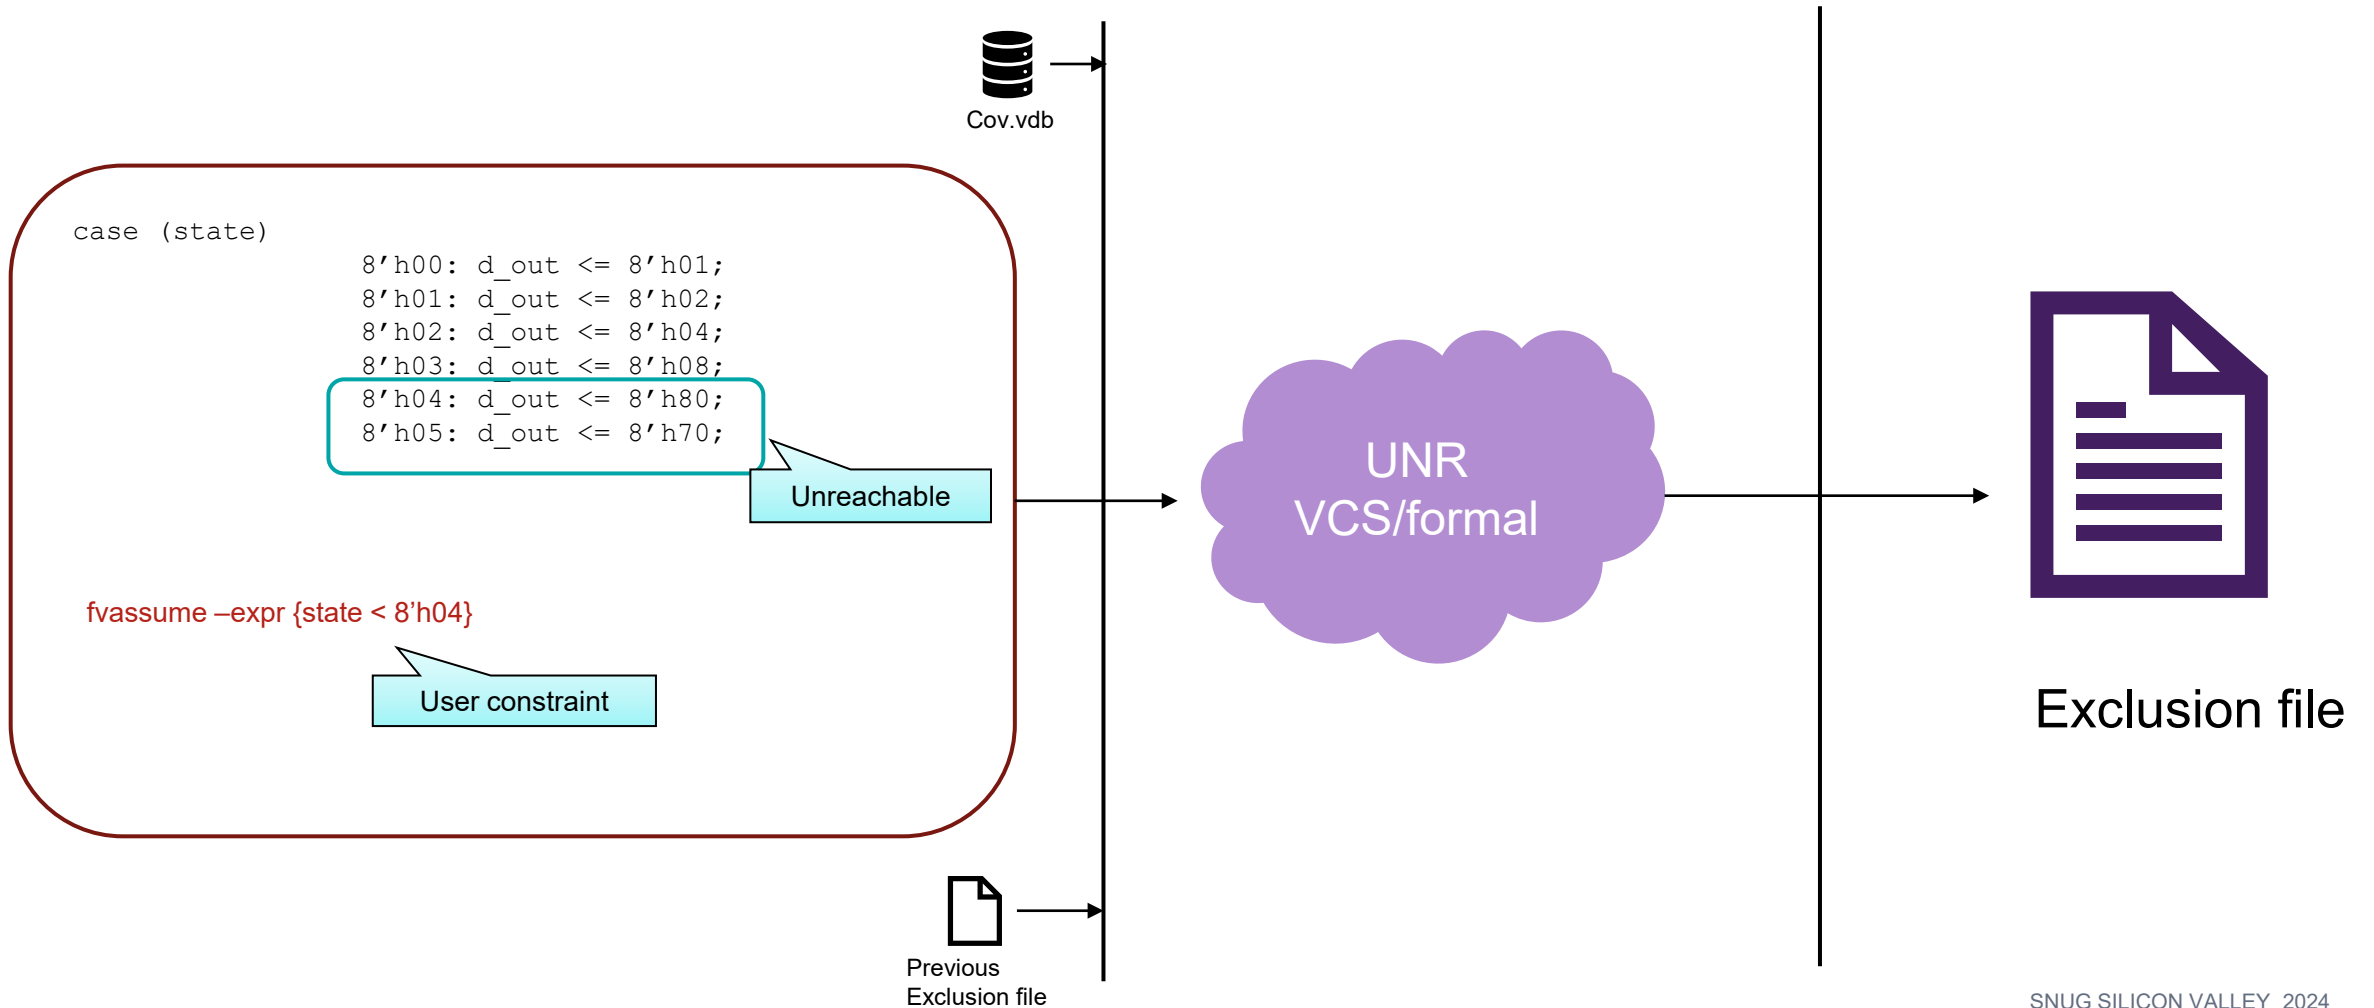 Cov.vdb
case (state)
8’h00: d_out <= 8’h01;
8’h01: d_out <= 8’h02;
8’h02: d_out <= 8’h04;
8’h03: d_out <= 8’h08;
8’h04: d_out <= 8’h80;
8’h05: d_out <= 8’h70;
Unreachable
fvassume –expr {state < 8’h04}
User constraint
UNR
VCS/formal
Exclusion file
Previous
Exclusion file
SNUG SILICON VALLEY 2024